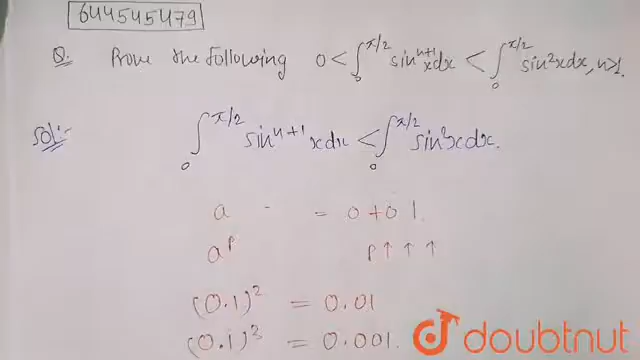 644545479
Q. Prove the following 0 < ∫₀^π/2 sin^n+1 x dx < ∫₀^π/2 sin²x dx, n>1.
Sol:- ∫₀^π/2 sin^n+1 x dx < ∫₀^π/2 sin²x dx.
a - = 0 to 1.
a^p p↑ ↑ ↑
(0.1)² = 0.01
(0.1)³ = 0.001.
doubtnut